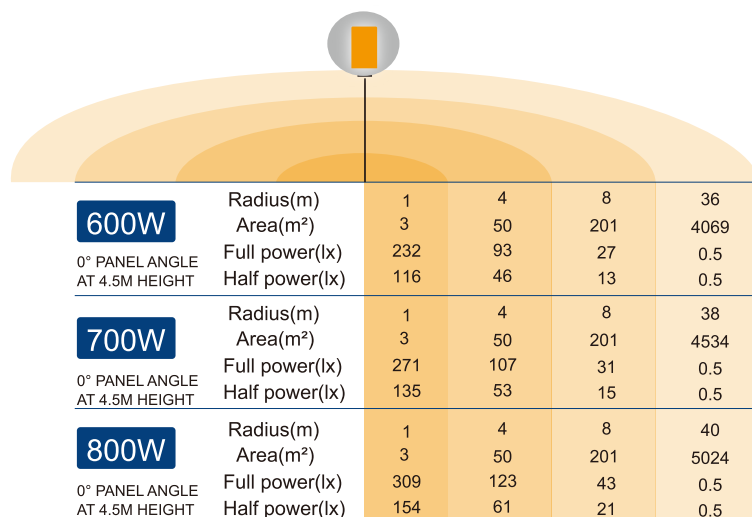 Radius(m) 1 4 8 36
600W
Area(m²) 3 50 201 4069
Full power(lx) 232 93 27 0.5
0° PANEL ANGLE
AT 4.5M HEIGHT
Half power(lx) 116 46 13 0.5
Radius(m) 1 4 8 38
700W
Area(m²) 3 50 201 4534
Full power(lx) 271 107 31 0.5
0° PANEL ANGLE
AT 4.5M HEIGHT
Half power(lx) 135 53 15 0.5
Radius(m) 1 4 8 40
800W
Area(m²) 3 50 201 5024
Full power(lx) 309 123 43 0.5
0° PANEL ANGLE
AT 4.5M HEIGHT
Half power(lx) 154 61 21 0.5